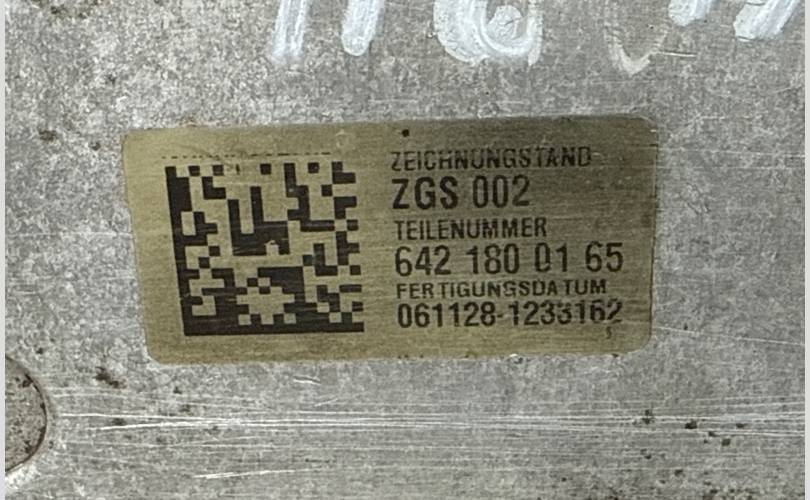 ZEICHNUNGSTAND
ZGS 002
TEILENUMMER
642 180 01 65
FERTIGUNGSDATUM
061128-1233162